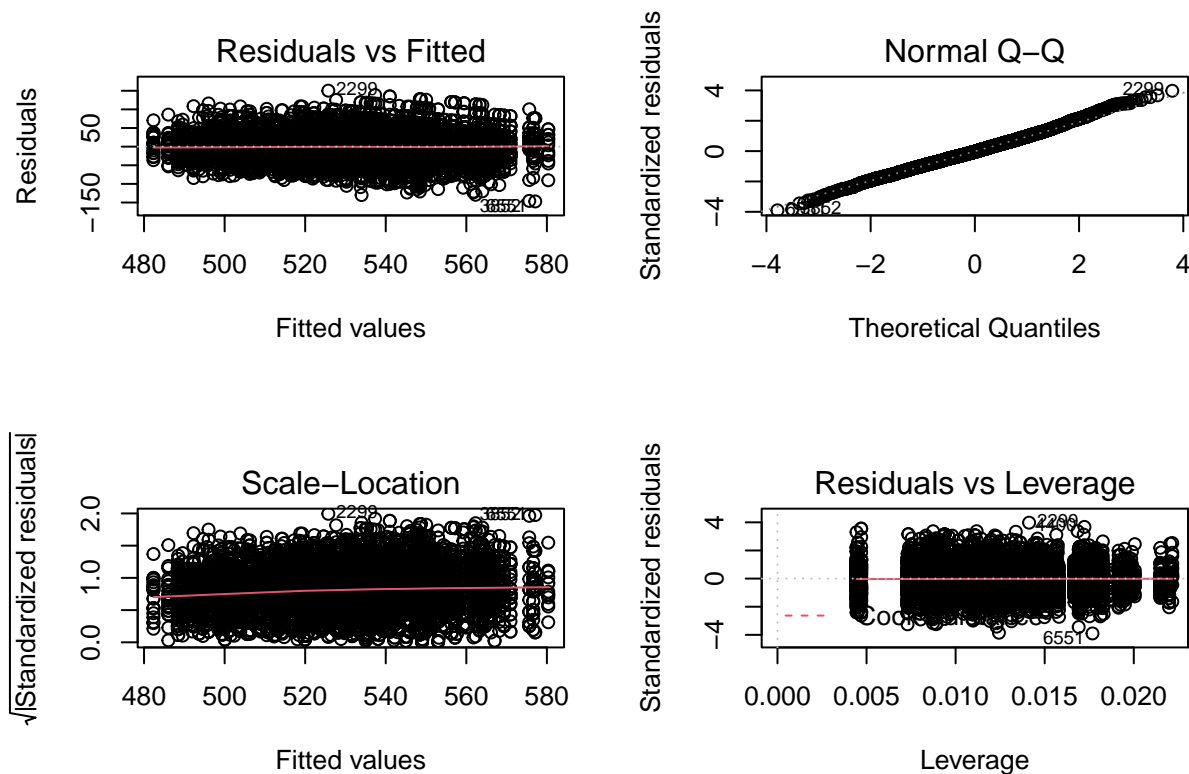 Residuals vs Fitted
Residuals
50
−150
480 500 520 540 560 580
Fitted values
2299
Normal Q−Q
Standardized residuals
4
0
−4
−4 −2 0 2 4
Theoretical Quantiles
2299
Scale−Location
√|Standardized residuals|
2.0
1.0
0.0
480 500 520 540 560 580
Fitted values
2299
Residuals vs Leverage
Standardized residuals
4
0
−4
0.000 0.005 0.010 0.015 0.020
Leverage
2299
4400
6551